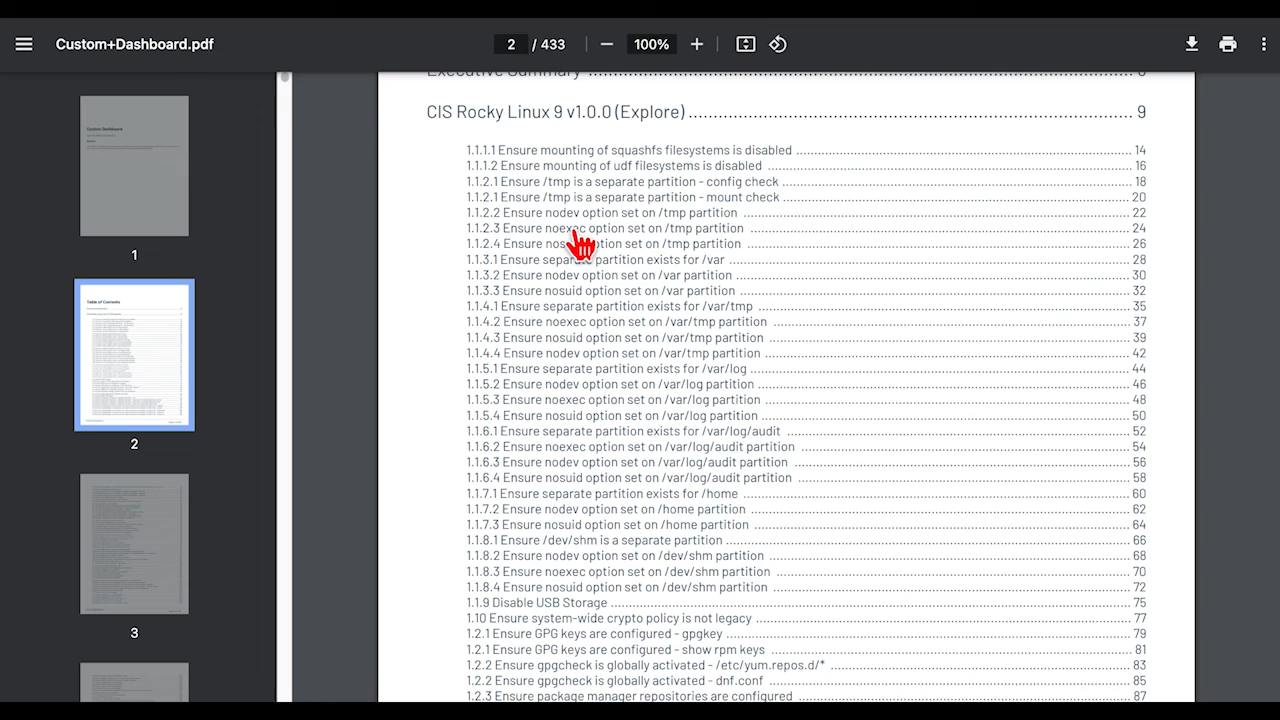 Custom+Dashboard.pdf
2 / 433
100%
Custom Dashboard
1
Table of Contents
2
3
Executive Summary
CIS Rocky Linux 9 v1.0.0 (Explore) 9
1.1.1.1 Ensure mounting of squashfs filesystems is disabled 14
1.1.1.2 Ensure mounting of udf filesystems is disabled 16
1.1.2.1 Ensure /tmp is a separate partition - config check 18
1.1.2.1 Ensure /tmp is a separate partition - mount check 20
1.1.2.2 Ensure nodev option set on /tmp partition 22
1.1.2.3 Ensure noexec option set on /tmp partition 24
1.1.2.4 Ensure nosuid option set on /tmp partition 26
1.1.3.1 Ensure separate partition exists for /var 28
1.1.3.2 Ensure nodev option set on /var partition 30
1.1.3.3 Ensure nosuid option set on /var partition 32
1.1.4.1 Ensure separate partition exists for /var/tmp 35
1.1.4.2 Ensure noexec option set on /var/tmp partition 37
1.1.4.3 Ensure nosuid option set on /var/tmp partition 39
1.1.4.4 Ensure nodev option set on /var/tmp partition 42
1.1.5.1 Ensure separate partition exists for /var/log 44
1.1.5.2 Ensure nodev option set on /var/log partition 46
1.1.5.3 Ensure noexec option set on /var/log partition 48
1.1.5.4 Ensure nosuid option set on /var/log partition 50
1.1.6.1 Ensure separate partition exists for /var/log/audit 52
1.1.6.2 Ensure noexec option set on /var/log/audit partition 54
1.1.6.3 Ensure nodev option set on /var/log/audit partition 56
1.1.6.4 Ensure nosuid option set on /var/log/audit partition 58
1.1.7.1 Ensure separate partition exists for /home 60
1.1.7.2 Ensure nodev option set on /home partition 62
1.1.7.3 Ensure nosuid option set on /home partition 64
1.1.8.1 Ensure /dev/shm is a separate partition 66
1.1.8.2 Ensure nodev option set on /dev/shm partition 68
1.1.8.3 Ensure noexec option set on /dev/shm partition 70
1.1.8.4 Ensure nosuid option set on /dev/shm partition 72
1.1.9 Disable USB Storage 75
1.10 Ensure system-wide crypto policy is not legacy 77
1.2.1 Ensure GPG keys are configured - gpgkey 79
1.2.1 Ensure GPG keys are configured - show rpm keys 81
1.2.2 Ensure gpgcheck is globally activated - /etc/yum.repos.d/* 83
1.2.2 Ensure gpgcheck is globally activated - dnf.conf 85
1.2.3 Ensure package manager repositories are configured 87